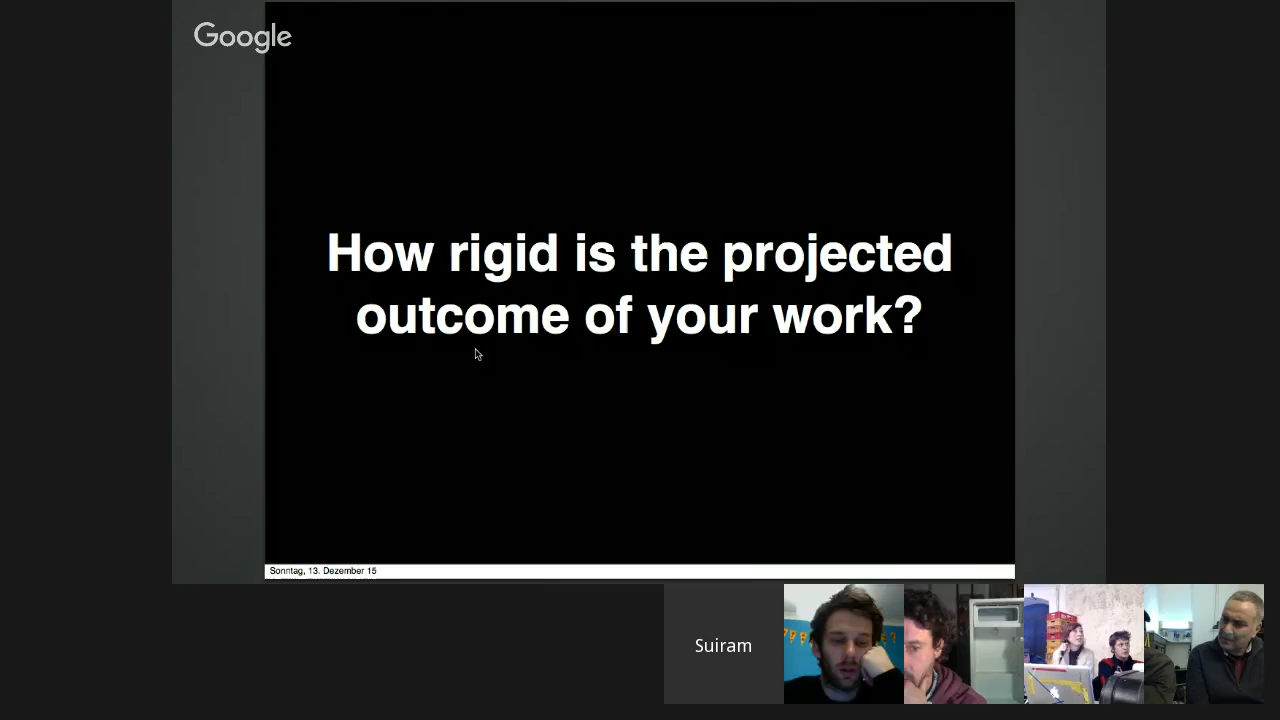 Google
How rigid is the projected
outcome of your work?
Sonntag, 13. Dezember 15
Suiram